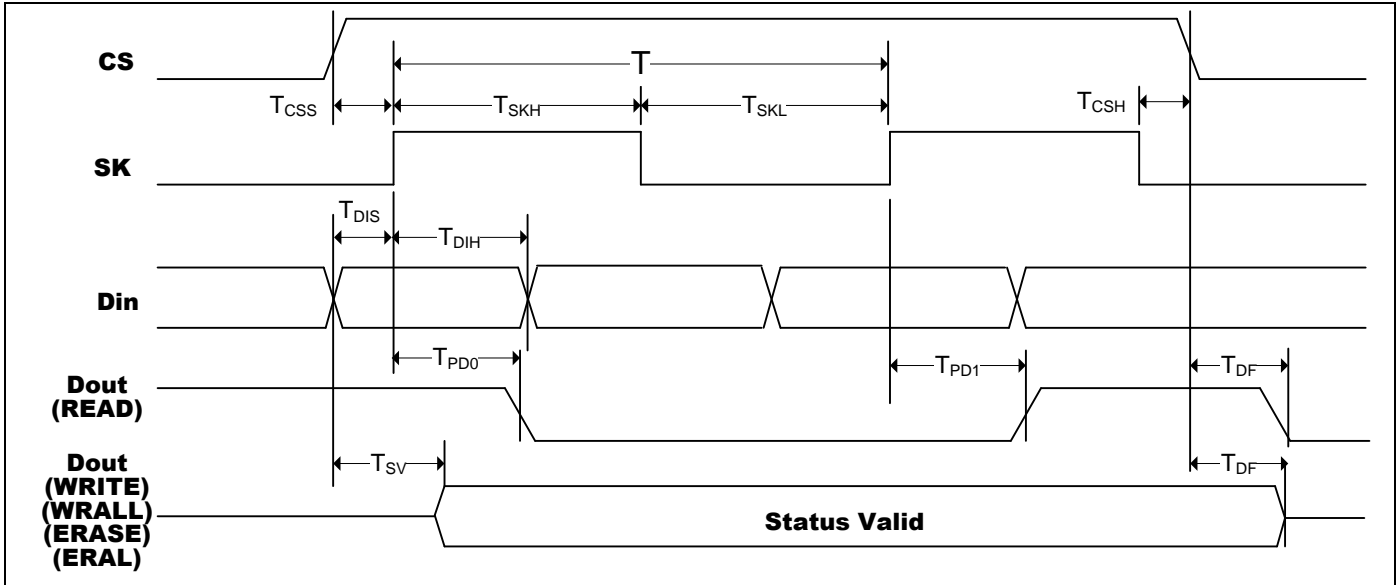 CS
T
TCSS
TSKH
TSKL
TCSH
SK
TDIS
TDIH
Din
TPD0
TPD1
TDF
Dout
(READ)
TSV
TDF
Dout
(WRITE)
(WRALL)
(ERASE)
(ERAL)
Status Valid